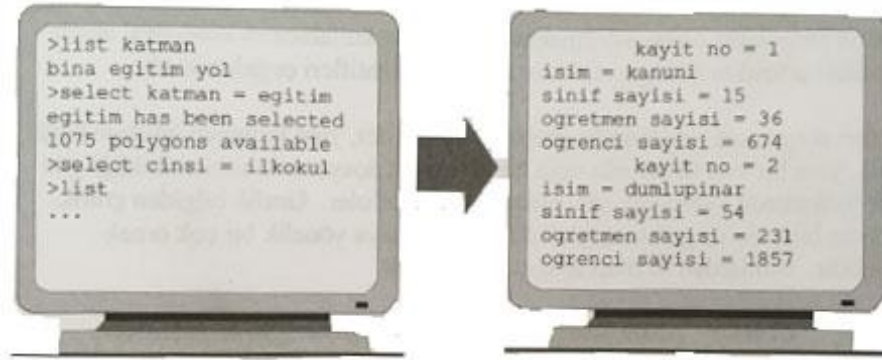 >list katman
bina egitim yol
>select katman = egitim
egitim has been selected
1075 polygons available
>select cinsi = ilkokul
>list
...
kayit no = 1
isim = kanuni
sinif sayisi = 15
ogretmen sayisi = 36
ogrenci sayisi = 674
kayit no = 2
isim = dumlupinar
sinif sayisi = 54
ogretmen sayisi = 231
ogrenci sayisi = 1857